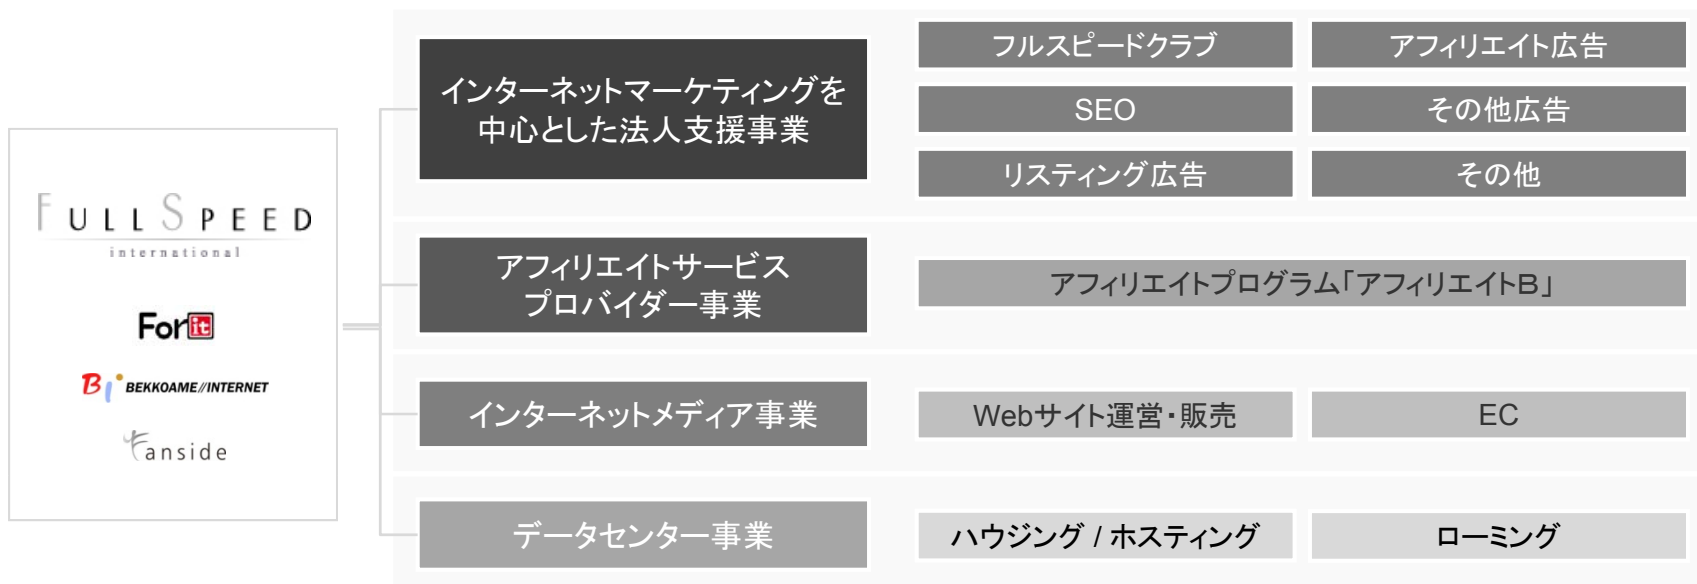 FULLSPEED
international
Forit
Bi BEKKOAME//INTERNET
Fanside
インターネットマーケティングを
中心とした法人支援事業
フルスピードクラブ
アフィリエイト広告
SEO
その他広告
リスティング広告
その他
アフィリエイトサービス
プロバイダー事業
アフィリエイトプログラム「アフィリエイトB」
インターネットメディア事業
Webサイト運営・販売
EC
データセンター事業
ハウジング / ホスティング
ローミング